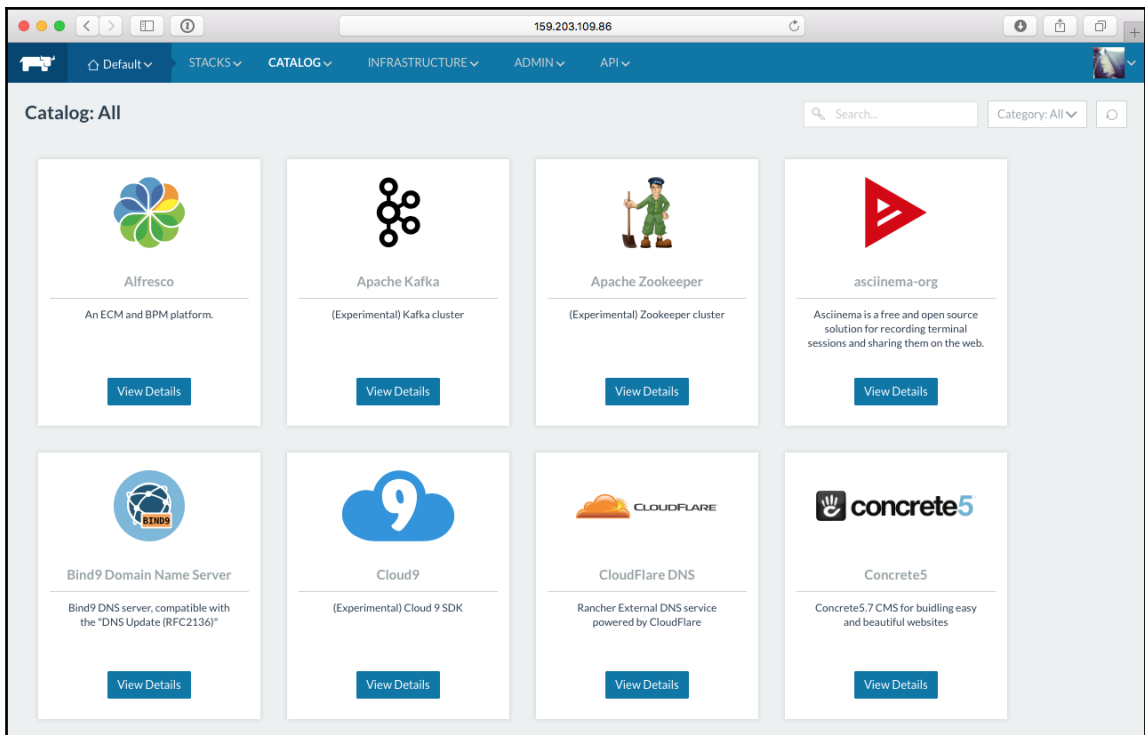 159.203.109.86
Default STACKS CATALOG INFRASTRUCTURE ADMIN API
Catalog: All
Search...
Category: All
Alfresco
An ECM and BPM platform.
View Details
Apache Kafka
(Experimental) Kafka cluster
View Details
Apache Zookeeper
(Experimental) Zookeeper cluster
View Details
asciinema-org
Asciinema is a free and open source
solution for recording terminal
sessions and sharing them on the web.
View Details
BIND9
Bind9 Domain Name Server
Bind9 DNS server, compatible with
the "DNS Update (RFC2136)"
View Details
9
Cloud9
(Experimental) Cloud 9 SDK
View Details
CLOUDFLARE
CloudFlare DNS
Rancher External DNS service
powered by CloudFlare
View Details
concrete5
Concrete5
Concrete5.7 CMS for buidling easy
and beautiful websites
View Details